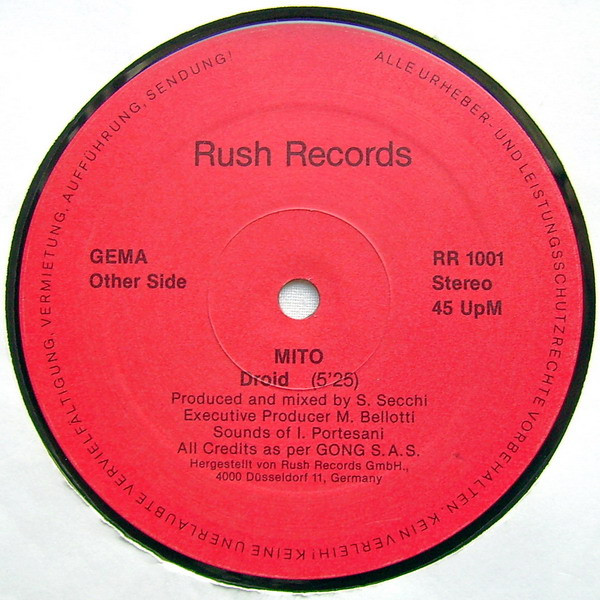 ALLE URHEBER- UND LEISTUNGSSCHUTZRECHTE VORBEHALTEN. KEIN VERLEIH! KEINE UNERLAUBTE VERVIELFÄLTIGUNG, VERMIETUNG, AUFFÜHRUNG, SENDUNG!
Rush Records
GEMA
Other Side
RR 1001
Stereo
45 UpM
MITO
Droid (5'25)
Produced and mixed by S. Secchi
Executive Producer M. Bellotti
Sounds of I. Portesani
All Credits as per GONG S.A.S.
Hergestellt von Rush Records GmbH.,
4000 Düsseldorf 11, Germany